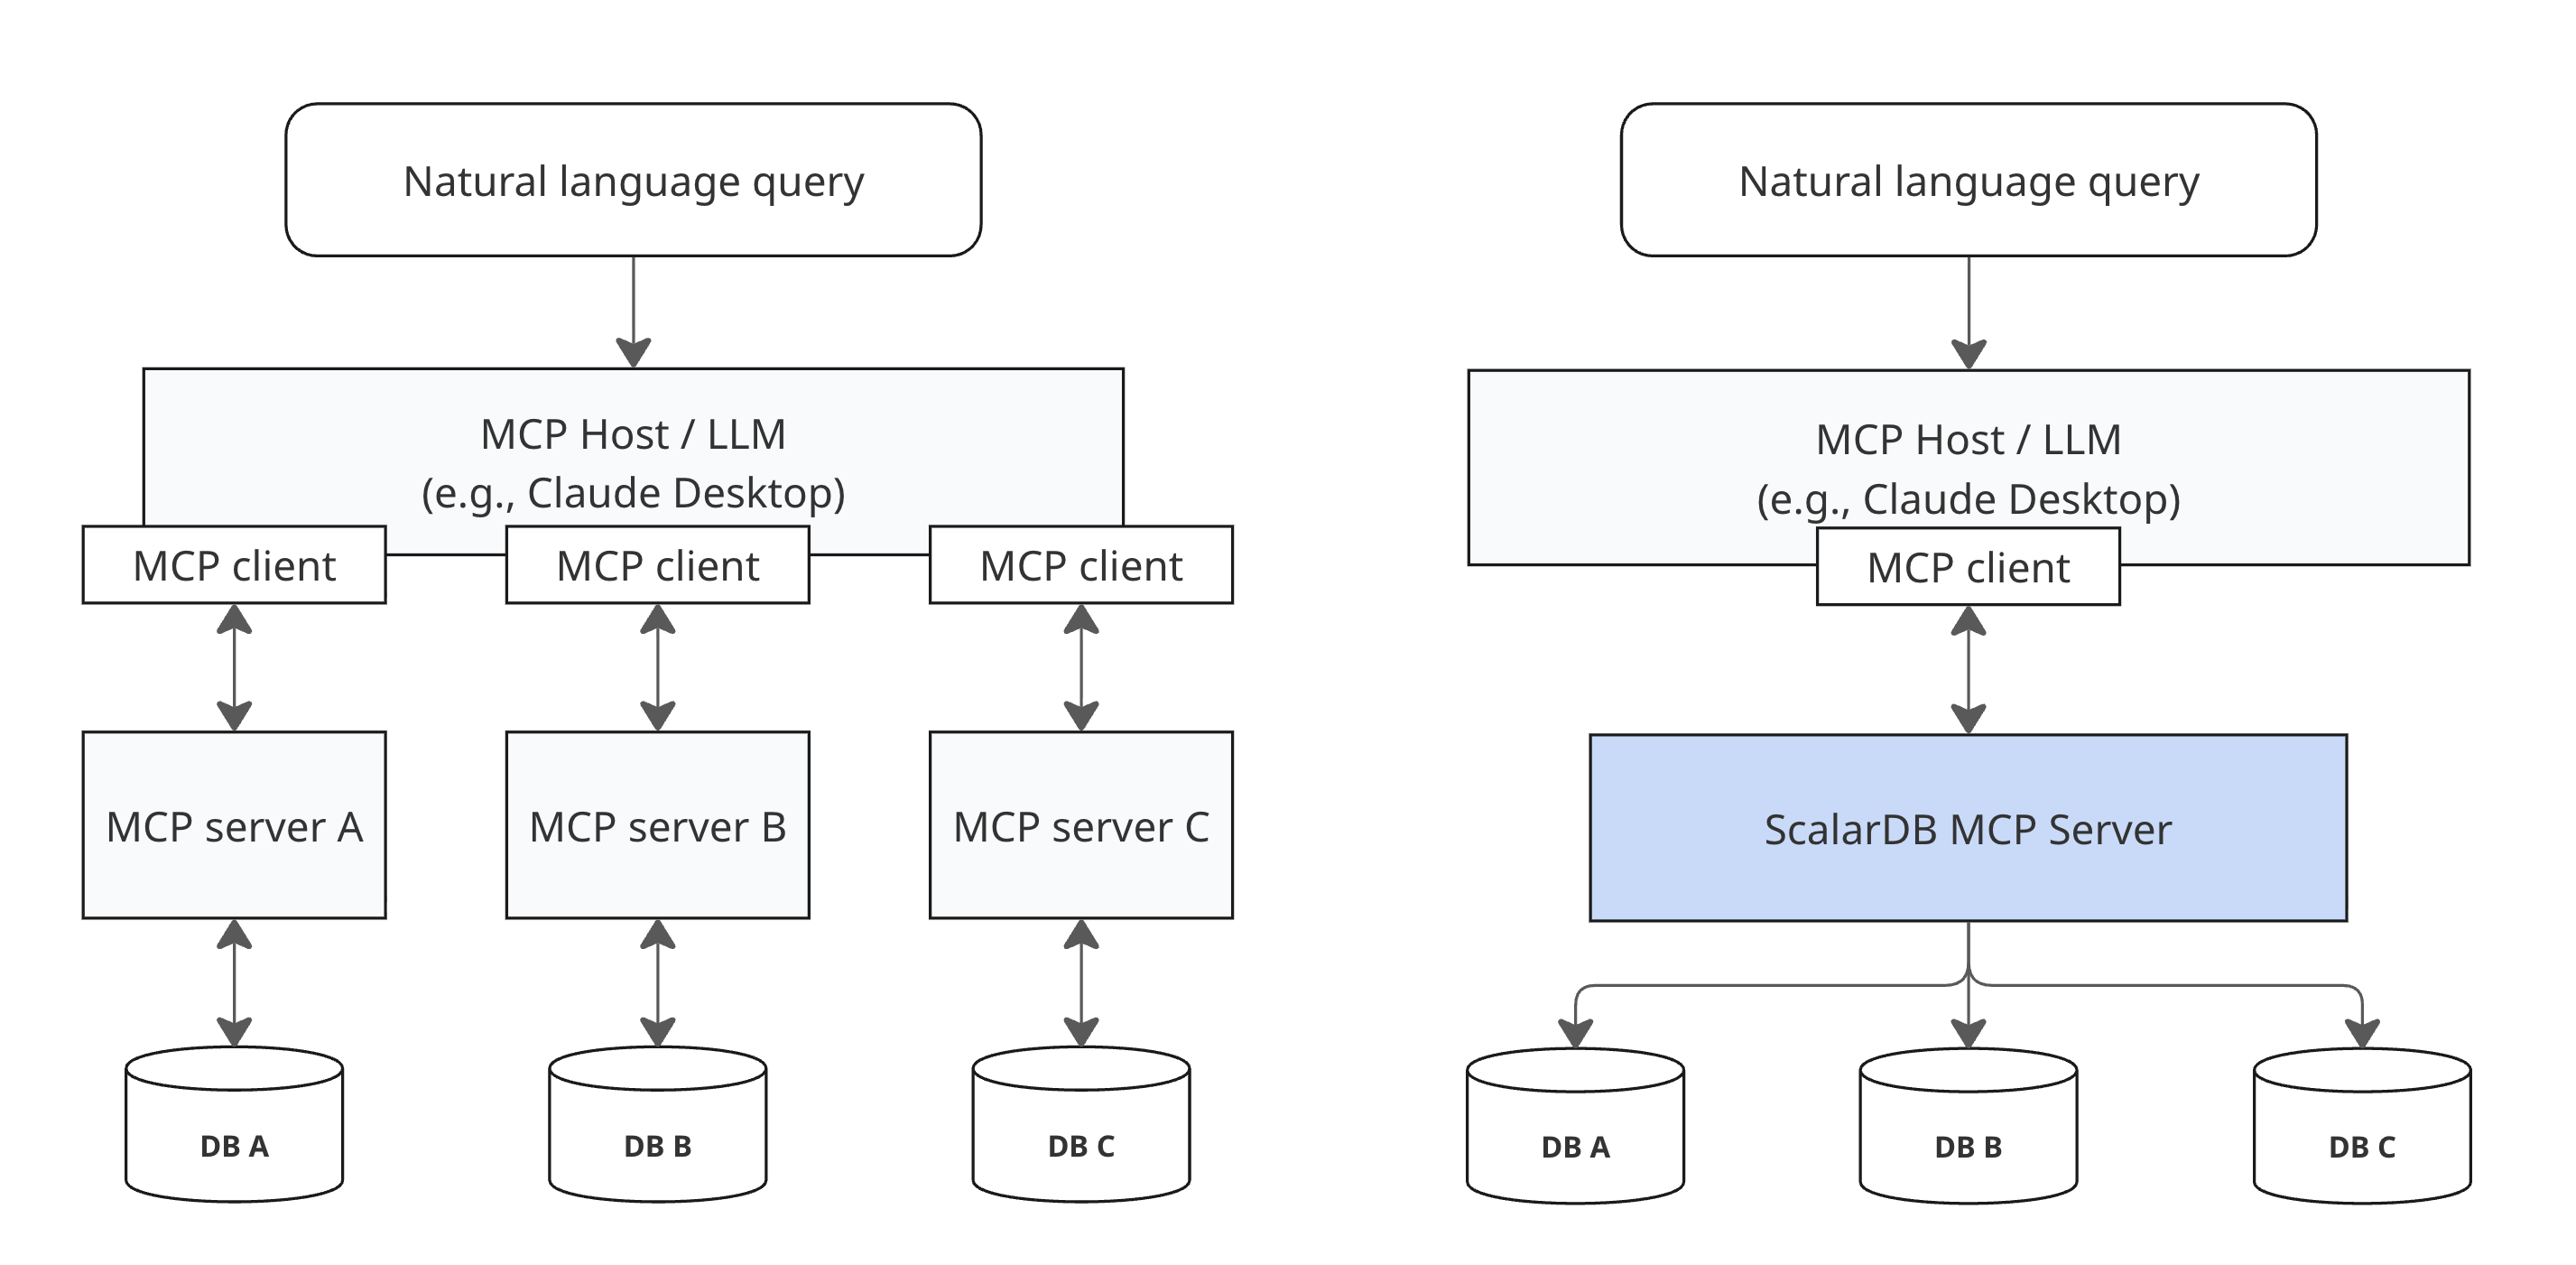 Natural language query
MCP Host / LLM
(e.g., Claude Desktop)
MCP client
MCP client
MCP client
MCP server A
MCP server B
MCP server C
DB A
DB B
DB C
Natural language query
MCP Host / LLM
(e.g., Claude Desktop)
MCP client
ScalarDB MCP Server
DB A
DB B
DB C